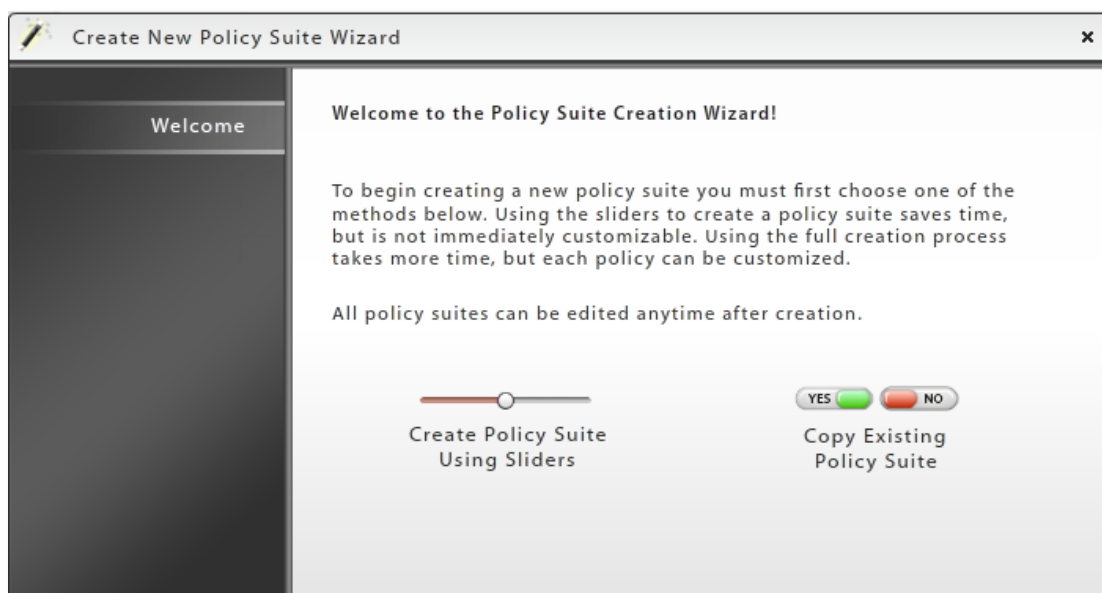 Create New Policy Suite Wizard
Welcome
Welcome to the Policy Suite Creation Wizard!
To begin creating a new policy suite you must first choose one of the
methods below. Using the sliders to create a policy suite saves time,
but is not immediately customizable. Using the full creation process
takes more time, but each policy can be customized.
All policy suites can be edited anytime after creation.
Create Policy Suite
Using Sliders
YES NO
Copy Existing
Policy Suite